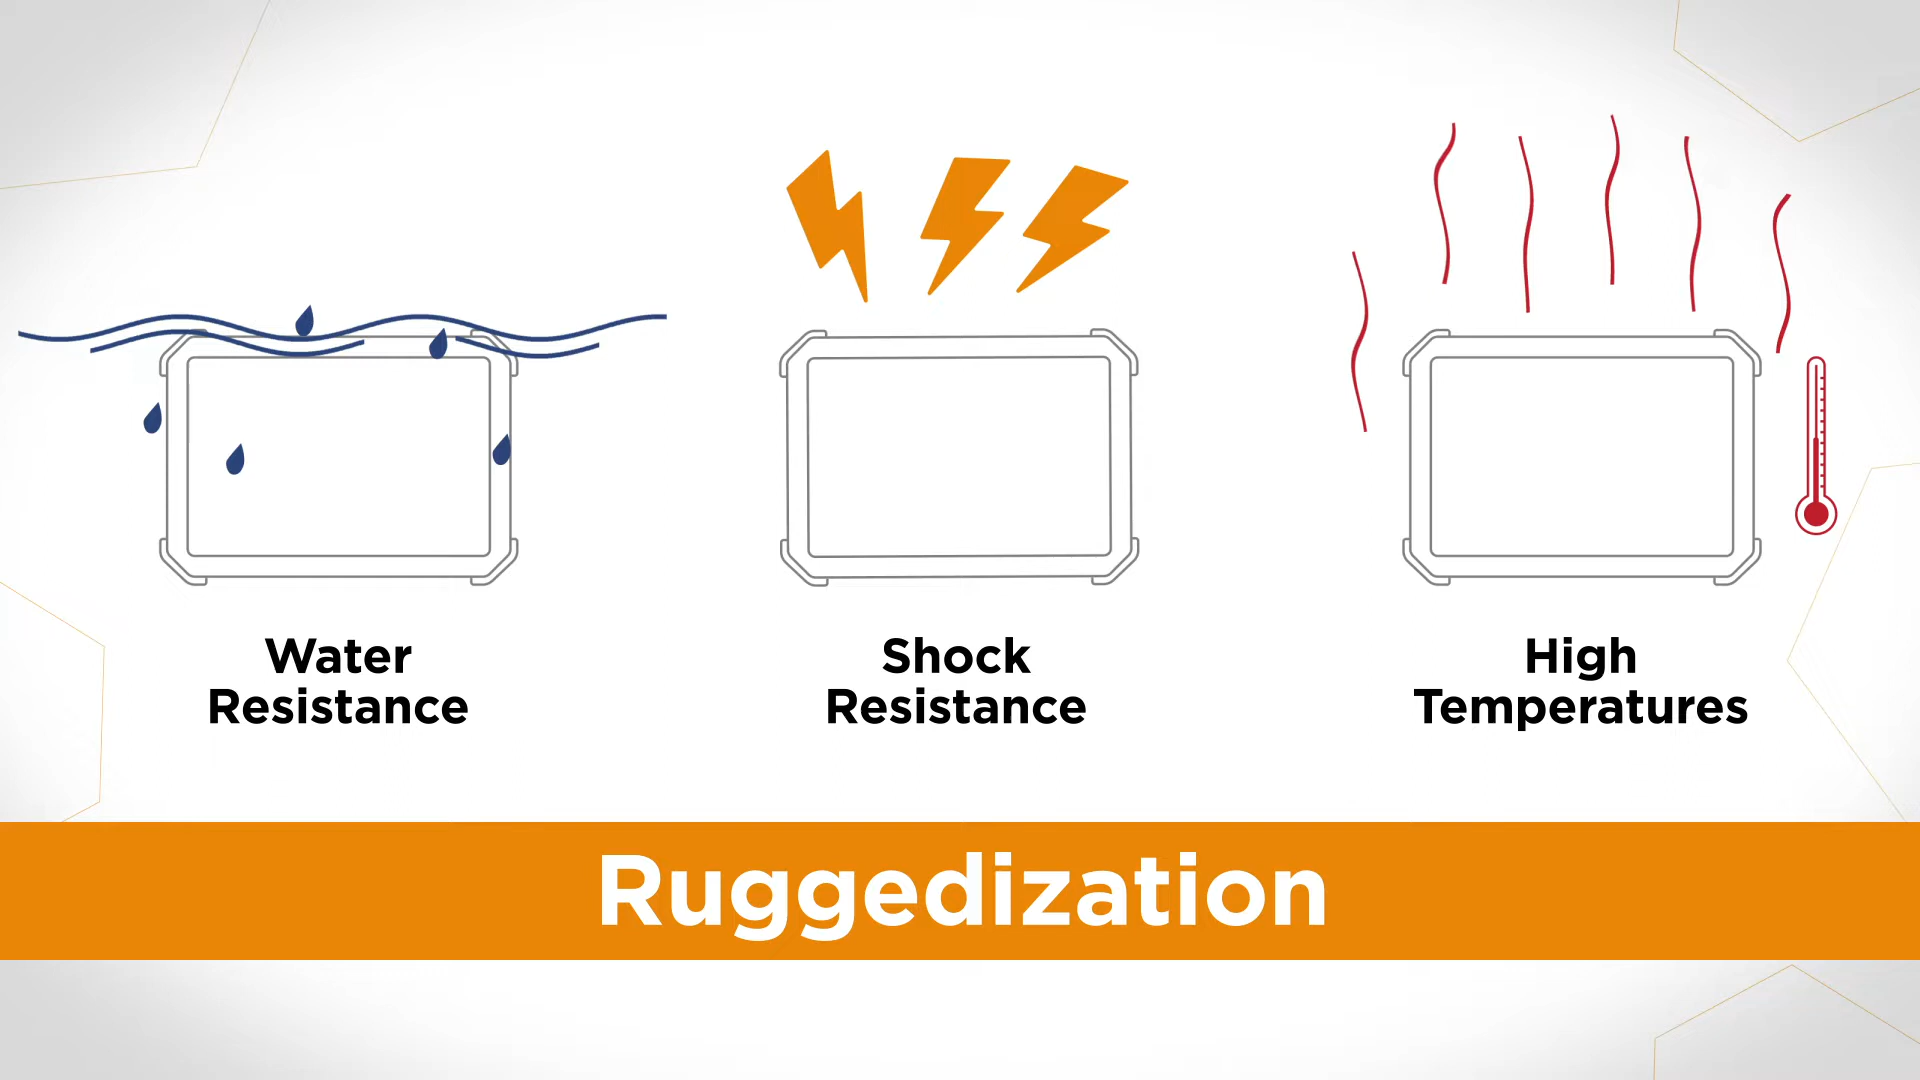 Water
Resistance
Shock
Resistance
High
Temperatures
Ruggedization